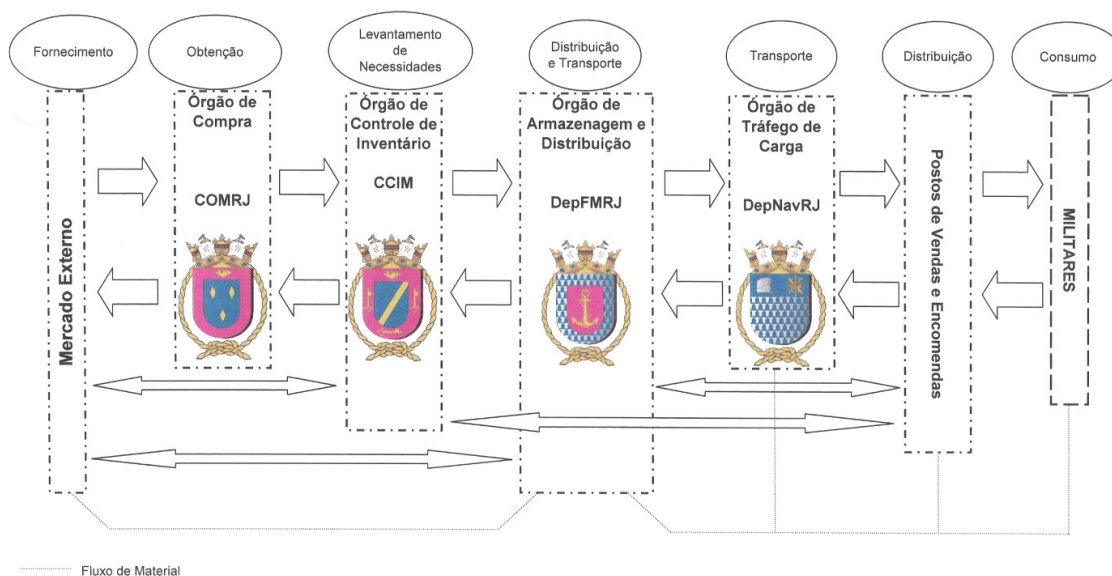 Fornecimento
Obtenção
Levantamento
de
Necessidades
Distribuição
e Transporte
Transporte
Distribuição
Consumo
Mercado Externo
Órgão de
Compra
COMRJ
Órgão de
Controle de
Inventário
CCIM
Órgão de
Armazenagem e
Distribuição
DepFMRJ
Órgão de
Tráfego de
Carga
DepNavRJ
Postos de Vendas e Encomendas
MILITARES
Fluxo de Material